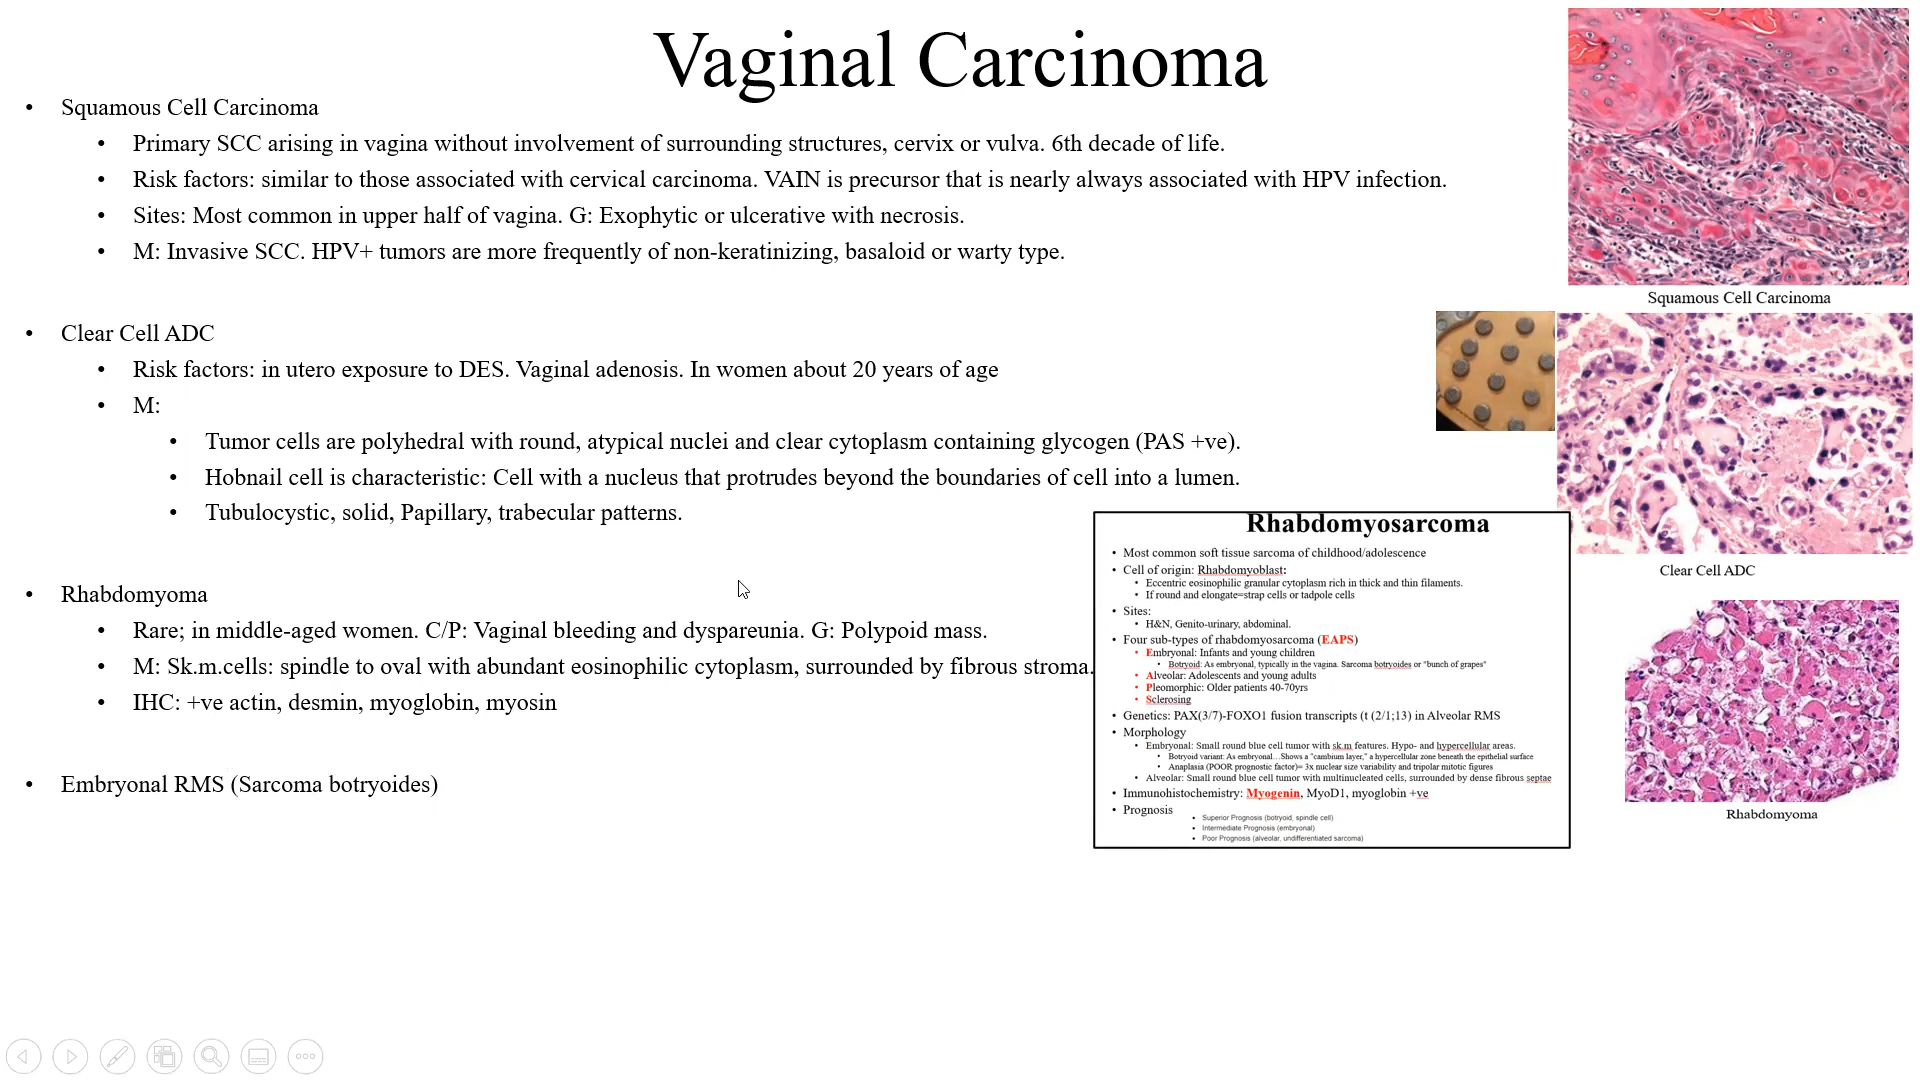 Vaginal Carcinoma
• Squamous Cell Carcinoma
• Primary SCC arising in vagina without involvement of surrounding structures, cervix or vulva. 6th decade of life.
• Risk factors: similar to those associated with cervical carcinoma. VAIN is precursor that is nearly always associated with HPV infection.
• Sites: Most common in upper half of vagina. G: Exophytic or ulcerative with necrosis.
• M: Invasive SCC. HPV+ tumors are more frequently of non-keratinizing, basaloid or warty type.
• Clear Cell ADC
• Risk factors: in utero exposure to DES. Vaginal adenosis. In women about 20 years of age
• M:
• Tumor cells are polyhedral with round, atypical nuclei and clear cytoplasm containing glycogen (PAS +ve).
• Hobnail cell is characteristic: Cell with a nucleus that protrudes beyond the boundaries of cell into a lumen.
• Tubulocystic, solid, Papillary, trabecular patterns.
• Rhabdomyoma
• Rare; in middle-aged women. C/P: Vaginal bleeding and dyspareunia. G: Polypoid mass.
• M: Sk.m.cells: spindle to oval with abundant eosinophilic cytoplasm, surrounded by fibrous stroma.
• IHC: +ve actin, desmin, myoglobin, myosin
• Embryonal RMS (Sarcoma botryoides)
Squamous Cell Carcinoma
Clear Cell ADC
Rhabdomyoma
Rhabdomyosarcoma
• Most common soft tissue sarcoma of childhood/adolescence
• Cell of origin: Rhabdomyoblast:
• Eccentric eosinophilic granular cytoplasm rich in thick and thin filaments.
• If round and elongate=strap cells or tadpole cells
• Sites:
• H&N, Genito-urinary, abdominal.
• Four sub-types of rhabdomyosarcoma (EAPS)
• Embryonal: Infants and young children
• Botryoid: As embryonal, typically in the vagina. Sarcoma botryoides or "bunch of grapes"
• Alveolar: Adolescents and young adults
• Pleomorphic: Older patients 40-70yrs
• Sclerosing
• Genetics: PAX(3/7)-FOXO1 fusion transcripts (t (2/1;13) in Alveolar RMS
• Morphology
• Embryonal: Small round blue cell tumor with sk.m features. Hypo- and hypercellular areas.
• Botryoid variant: As embryonal…Shows a "cambium layer," a hypercellular zone beneath the epithelial surface
• Anaplasia (POOR prognostic factor)= 3x nuclear size variability and tripolar mitotic figures
• Alveolar: Small round blue cell tumor with multinucleated cells, surrounded by dense fibrous septae
• Immunohistochemistry: Myogenin, MyoD1, myoglobin +ve
• Prognosis
• Superior Prognosis (botryoid, spindle cell)
• Intermediate Prognosis (embryonal)
• Poor Prognosis (alveolar, undifferentiated sarcoma)